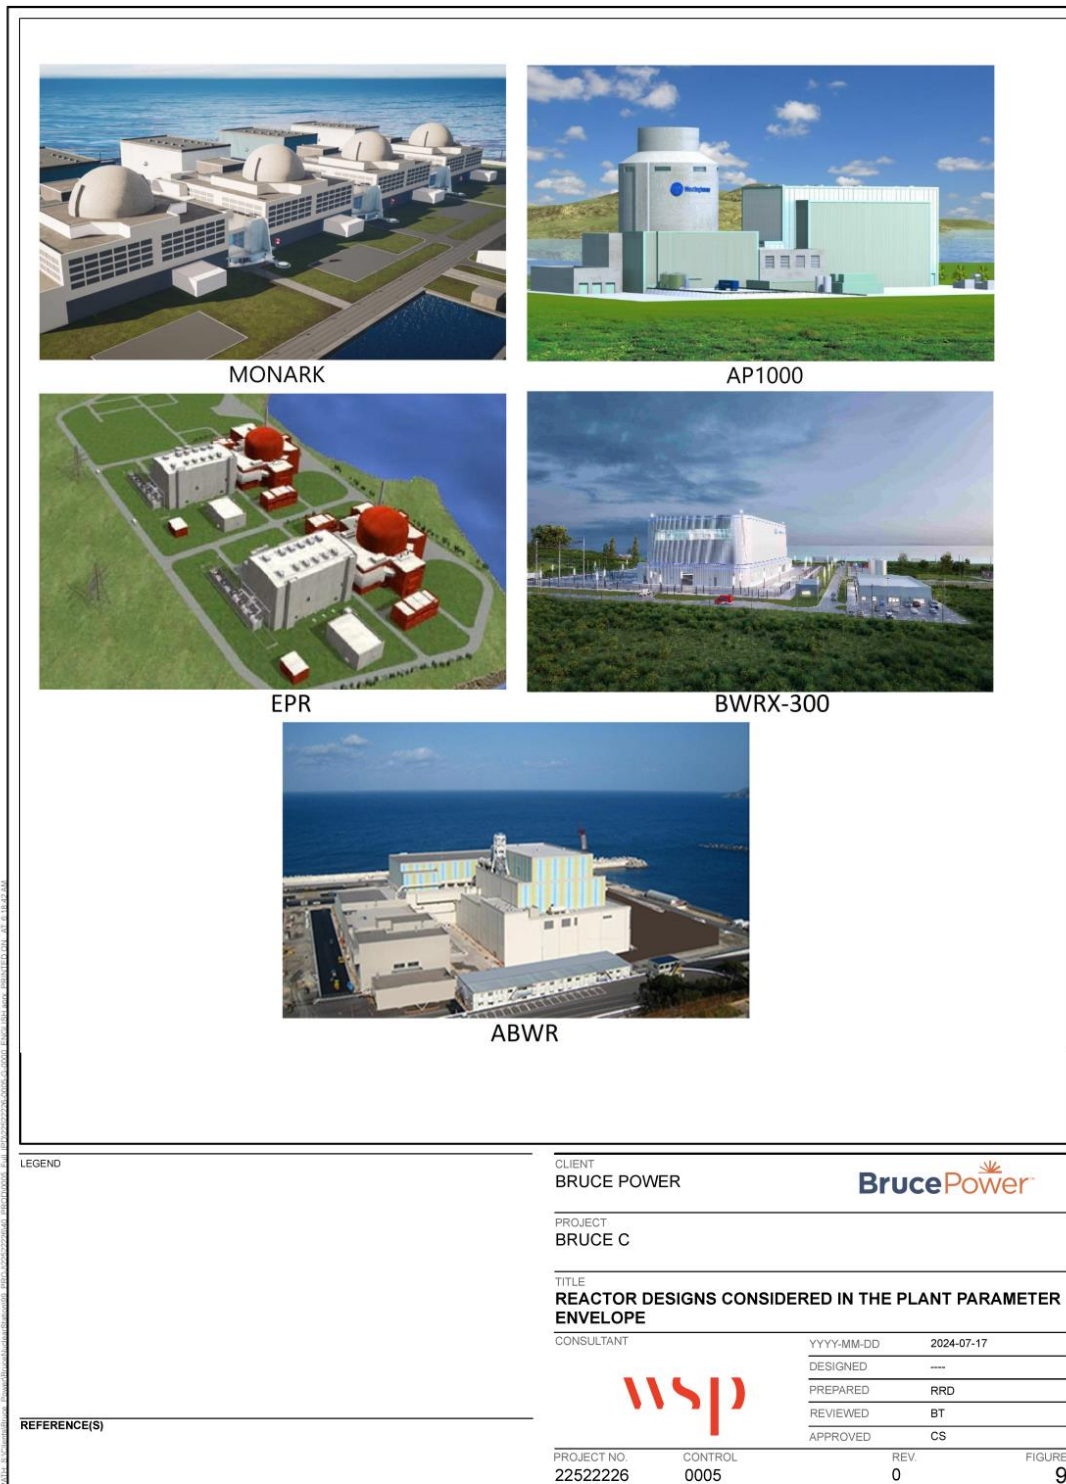 Westinghouse
MONARK
AP1000
EPR
BWRX-300
ABWR
LEGEND
REFERENCE(S)
CLIENT
BRUCE POWER
BrucePower
PROJECT
BRUCE C
TITLE
REACTOR DESIGNS CONSIDERED IN THE PLANT PARAMETER
ENVELOPE
CONSULTANT
wsp
YYYY-MM-DD 2024-07-17
DESIGNED ----
PREPARED RRD
REVIEWED BT
APPROVED CS
PROJECT NO. CONTROL REV. FIGURE
22522226 0005 0 9